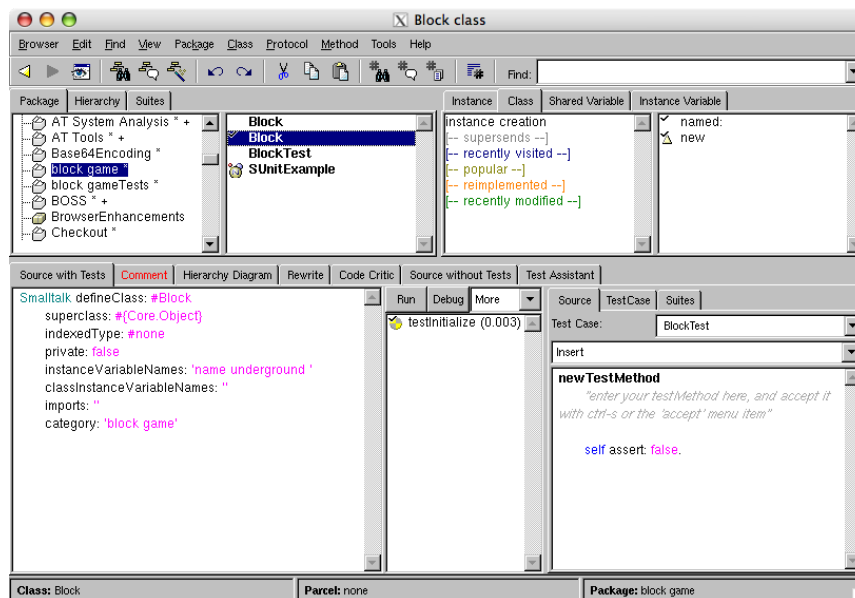 Block class
Browser Edit Find View Package Class Protocol Method Tools Help
Find:
Package Hierarchy Suites
AT System Analysis * +
AT Tools * +
Base64Encoding *
block game *
block gameTests *
BOSS * +
BrowserEnhancements
Checkout *
Block
Block
BlockTest
SUnitExample
Instance Class Shared Variable Instance Variable
instance creation
[-- supersends --]
[-- recently visited --]
[-- popular --]
[-- reimplemented --]
[-- recently modified --]
named:
new
Source with Tests Comment Hierarchy Diagram Rewrite Code Critic Source without Tests Test Assistant
Smalltalk defineClass: #Block
superclass: #{Core.Object}
indexedType: #none
private: false
instanceVariableNames: 'name underground '
classInstanceVariableNames: ''
imports: ''
category: 'block game'
Run Debug More
testInitialize (0.003)
Source TestCase Suites
Test Case: BlockTest
Insert
newTestMethod
"enter your testMethod here, and accept it
with ctrl-s or the 'accept' menu item"
self assert: false.
Class: Block Parcel: none Package: block game